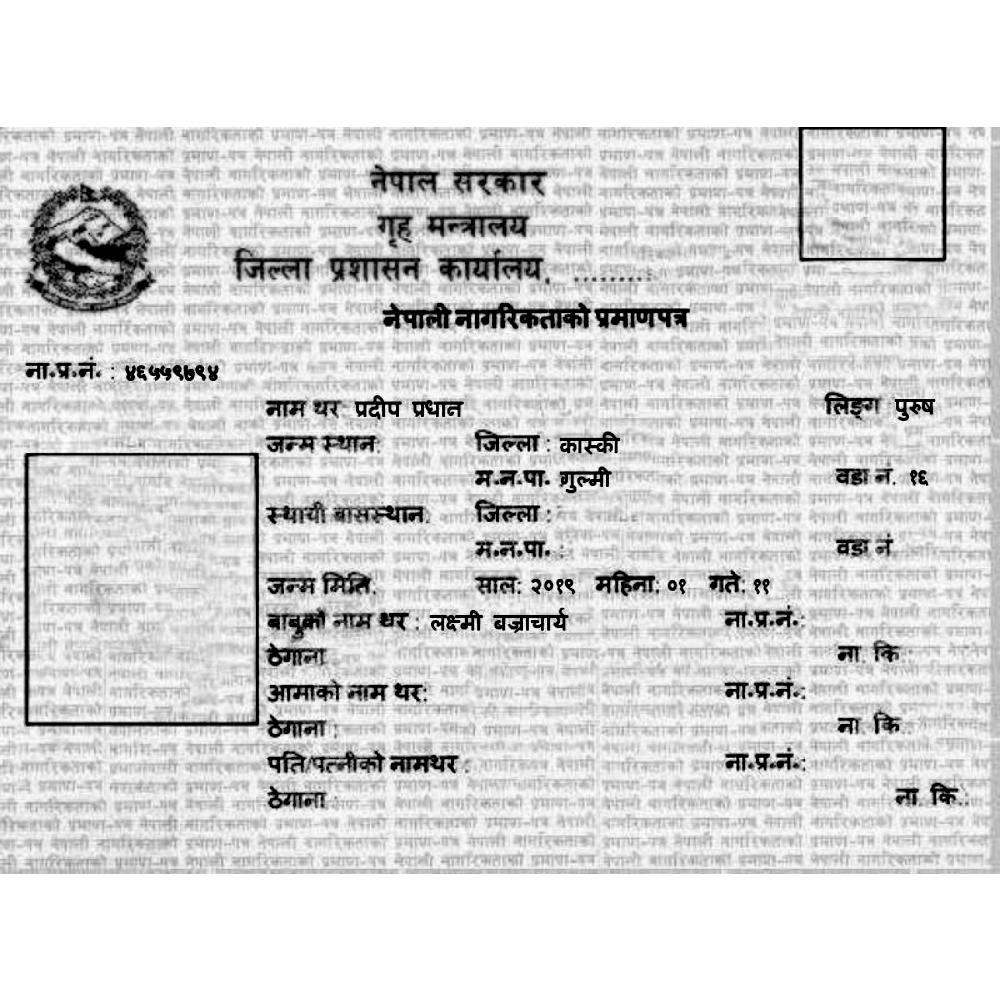 नेपाल सरकार
गृह मन्त्रालय
जिल्ला प्रशासन कार्यालय, .........
नेपाली नागरिकताको प्रमाणपत्र
ना.प्र.नं. : ४६५५९७९४
नाम थर: प्रदीप प्रधान लिङ्ग पुरुष
जन्म स्थान: जिल्ला : कास्की
म.न.पा. गुल्मी वडा नं. १६
स्थायी बासस्थान: जिल्ला :
म.न.पा. : वडा नं.
जन्म मिति: साल: २०१९ महिना: ०१ गते: ११
बाबुको नाम थर : लक्ष्मी बज्राचार्य ना.प्र.नं.:
ठेगाना : ना. कि.:
आमाको नाम थर: ना.प्र.नं.:
ठेगाना : ना. कि.:
पति/पत्नीको नामथर : ना.प्र.नं.:
ठेगाना : ना. कि.: